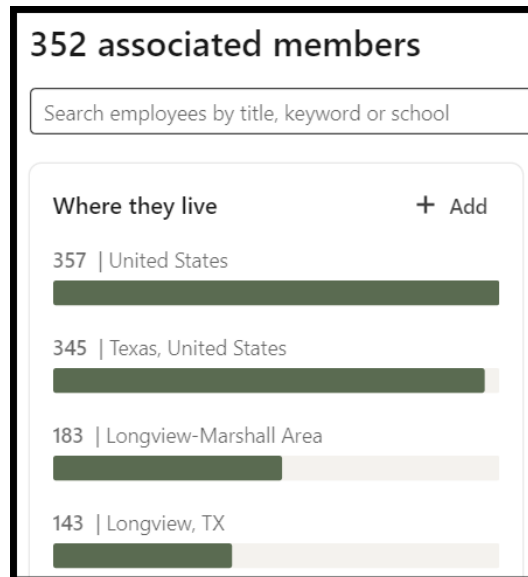 352 associated members
Search employees by title, keyword or school
Where they live + Add
357 | United States
345 | Texas, United States
183 | Longview-Marshall Area
143 | Longview, TX